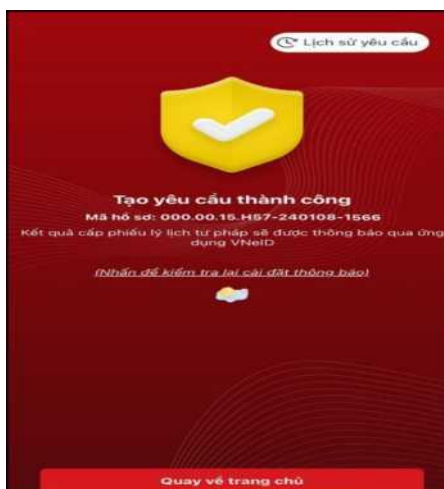 Lịch sử yêu cầu
Tạo yêu cầu thành công
Mã hồ sơ: 000.00.15.H57-240108-1566
Kết quả cấp phiếu lý lịch tư pháp sẽ được thông báo qua ứng
dụng VNeID
(Nhấn để kiểm tra lại cài đặt thông báo)
Quay về trang chủ